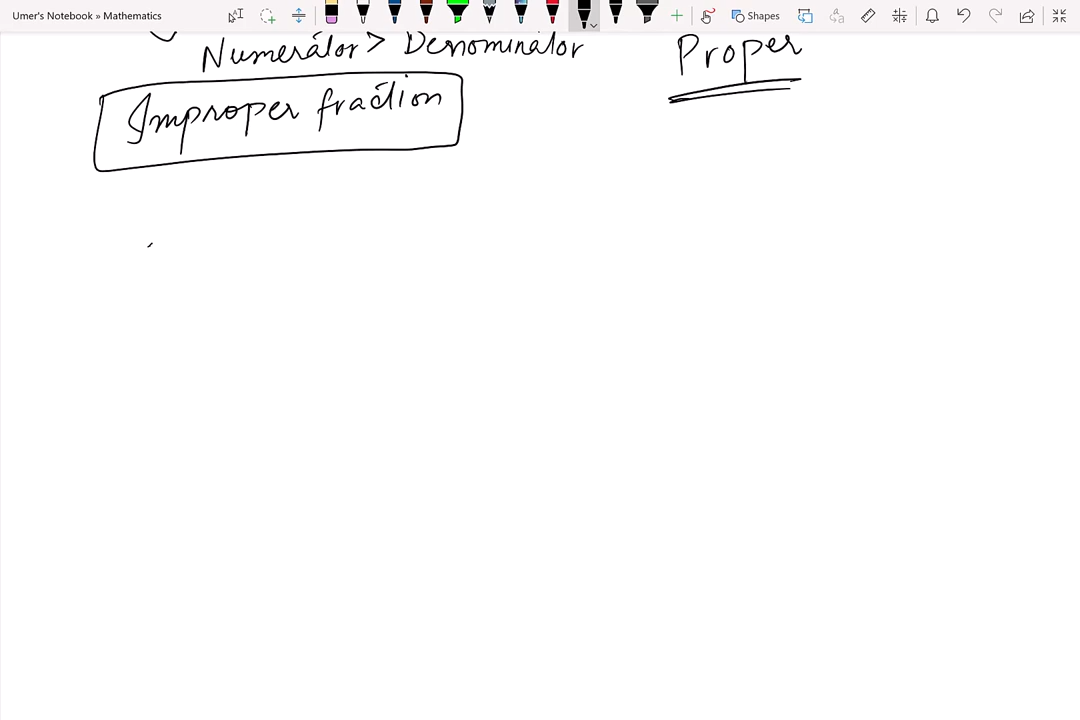 Umer's Notebook » Mathematics
Shapes
Numerator > Denominator
Proper
Improper fraction